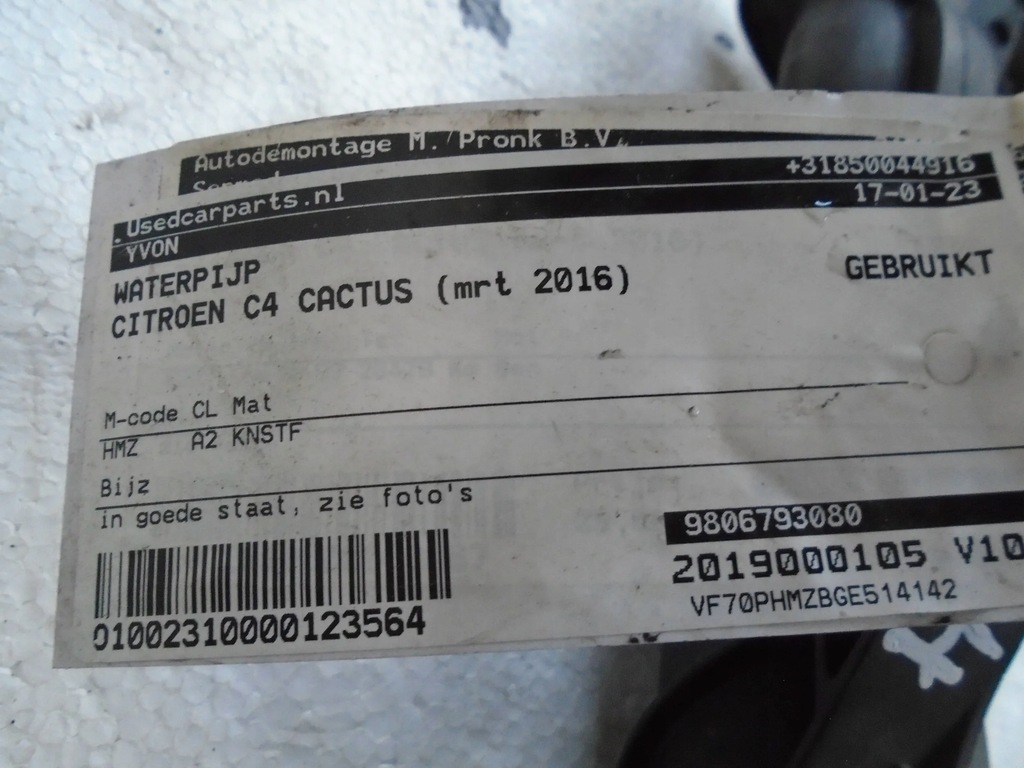 Autodemontage M. Pronk B.V.
Usedcarparts.nl +31850044916
YVON 17-01-23
WATERPIJP GEBRUIKT
CITROEN C4 CACTUS (mrt 2016)
M-code CL Mat
HMZ A2 KNSTF
Bijz
in goede staat, zie foto's
9806793080
2019000105 V10
VF70PHMZBGE514142
01002310000123564